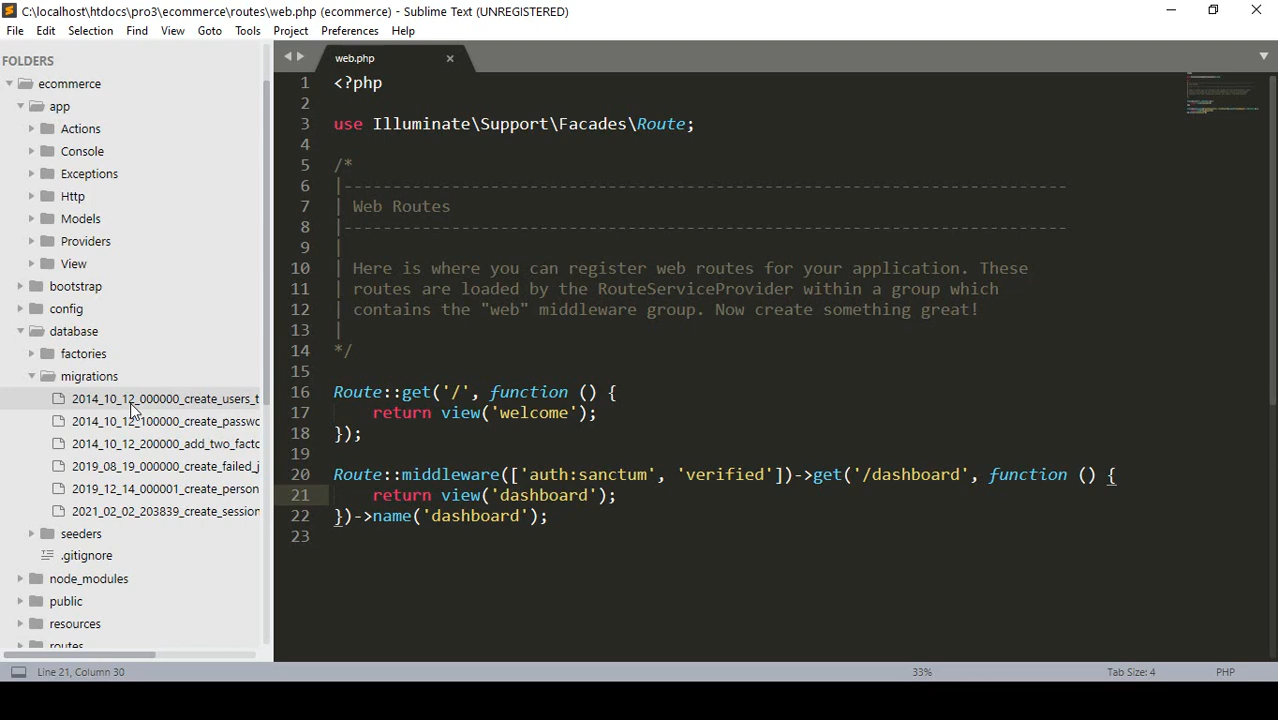 C:\localhost\htdocs\pro3\ecommerce\routes\web.php (ecommerce) - Sublime Text (UNREGISTERED)
File Edit Selection Find View Goto Tools Project Preferences Help
FOLDERS
ecommerce
app
Actions
Console
Exceptions
Http
Models
Providers
View
bootstrap
config
database
factories
migrations
2014_10_12_000000_create_users_t
2014_10_12_100000_create_passwo
2014_10_12_200000_add_two_facto
2019_08_19_000000_create_failed_j
2019_12_14_000001_create_person
2021_02_02_203839_create_session
seeders
.gitignore
node_modules
public
resources
routes
web.php
1 <?php
2
3 use Illuminate\Support\Facades\Route;
4
5 /*
6 |--------------------------------------------------------------------------
7 | Web Routes
8 |--------------------------------------------------------------------------
9 |
10 | Here is where you can register web routes for your application. These
11 | routes are loaded by the RouteServiceProvider within a group which
12 | contains the "web" middleware group. Now create something great!
13 |
14 */
15
16 Route::get('/', function () {
17     return view('welcome');
18 });
19
20 Route::middleware(['auth:sanctum', 'verified'])->get('/dashboard', function () {
21     return view('dashboard');
22 })->name('dashboard');
23
Line 21, Column 30
33%
Tab Size: 4
PHP